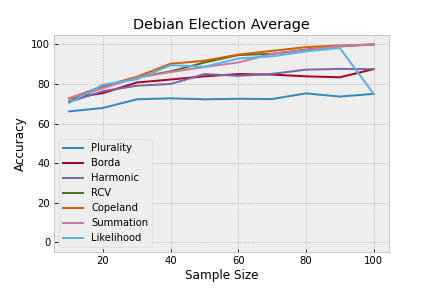 Debian Election Average
100
80
60
40
20
0
Accuracy
Plurality
Borda
Harmonic
RCV
Copeland
Summation
Likelihood
20 40 60 80 100
Sample Size